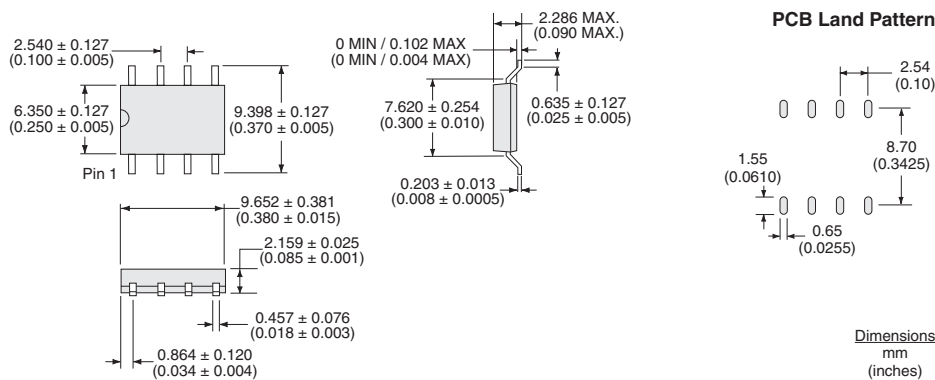 2.286 MAX.
(0.090 MAX.)
PCB Land Pattern
2.540 ± 0.127
(0.100 ± 0.005)
0 MIN / 0.102 MAX
(0 MIN / 0.004 MAX)
2.54
(0.10)
6.350 ± 0.127
(0.250 ± 0.005)
9.398 ± 0.127
(0.370 ± 0.005)
7.620 ± 0.254
(0.300 ± 0.010)
0.635 ± 0.127
(0.025 ± 0.005)
8.70
(0.3425)
Pin 1
1.55
(0.0610)
0.203 ± 0.013
(0.008 ± 0.0005)
9.652 ± 0.381
(0.380 ± 0.015)
0.65
(0.0255)
2.159 ± 0.025
(0.085 ± 0.001)
0.457 ± 0.076
(0.018 ± 0.003)
0.864 ± 0.120
(0.034 ± 0.004)
Dimensions
mm
(inches)